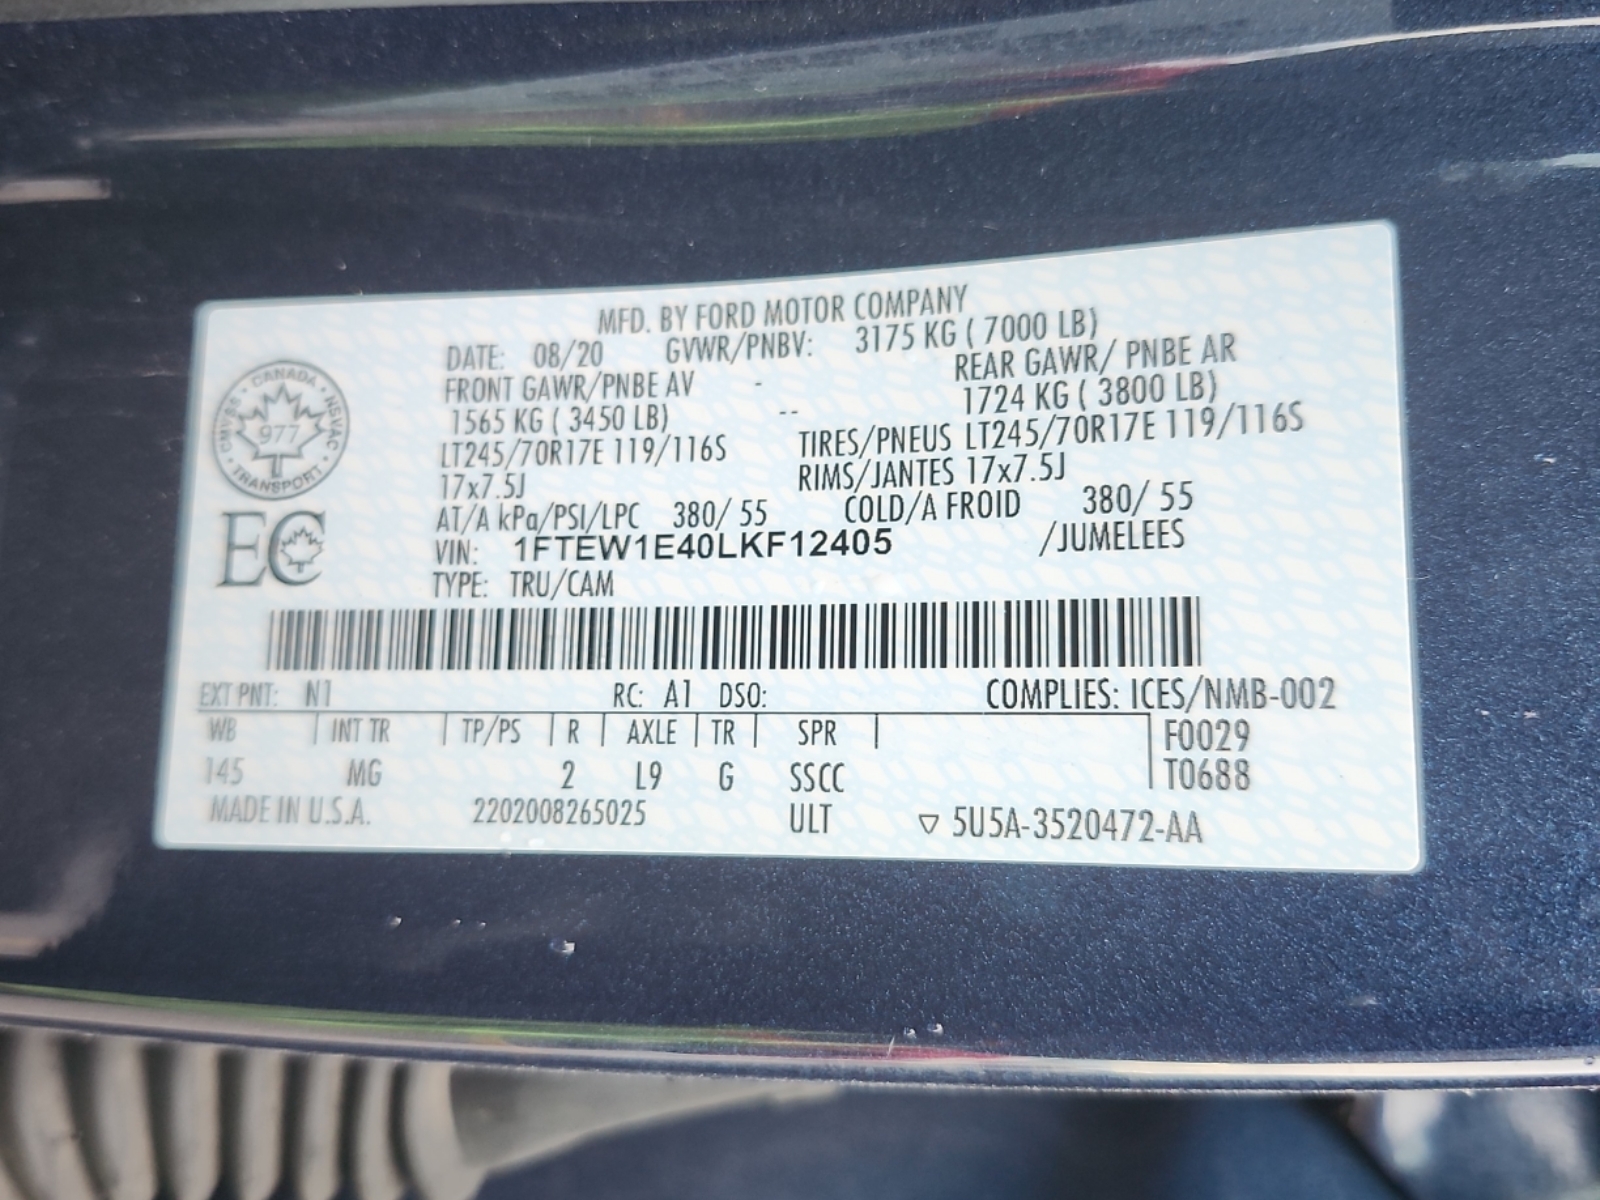 MFD. BY FORD MOTOR COMPANY
DATE: 08/20 GVWR/PNBV: 3175 KG ( 7000 LB)
FRONT GAWR/PNBE AV - REAR GAWR/ PNBE AR
1565 KG ( 3450 LB) -- 1724 KG ( 3800 LB)
LT245/70R17E 119/116S TIRES/PNEUS LT245/70R17E 119/116S
17x7.5J RIMS/JANTES 17x7.5J
AT/A kPa/PSI/LPC 380/ 55 COLD/A FROID 380/ 55
VIN: 1FTEW1E40LKF12405 /JUMELEES
TYPE: TRU/CAM
CANADA
CMVSS NSVAC
977
TRANSPORT
EC
EXT PNT: N1 RC: A1 DSO: COMPLIES: ICES/NMB-002
WB | INT TR | TP/PS | R | AXLE | TR | SPR | F0029
145 MG 2 L9 G SSCC T0688
MADE IN U.S.A. 2202008265025 ULT ▽ 5U5A-3520472-AA